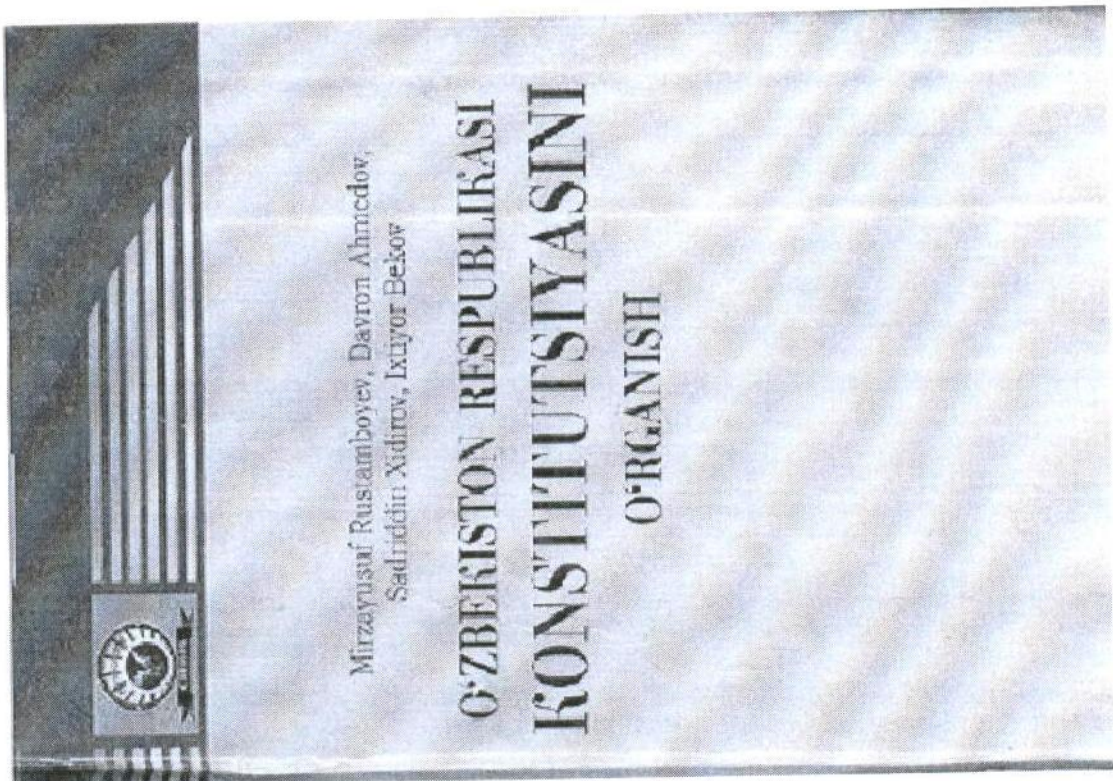 Mirzayusuf Rustamboyev, Davron Ahmedov,
Sadriddin Xidirov, Ixtiyor Bekov
O‘ZBEKISTON RESPUBLIKASI
KONSTITUTSIYASINI
O‘RGANISH